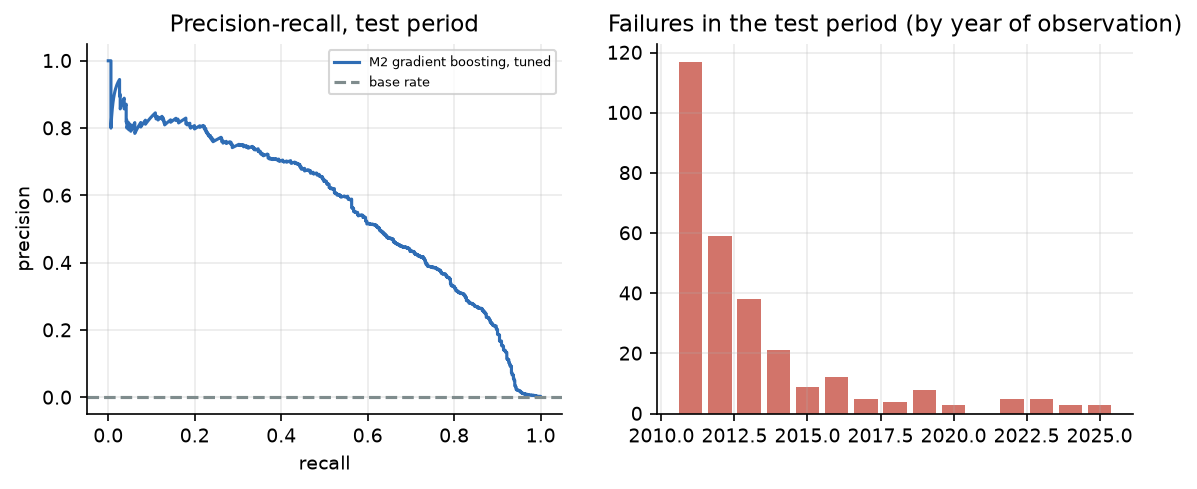 Precision-recall, test period
M2 gradient boosting, tuned
base rate
1.0
0.8
0.6
0.4
0.2
0.0
precision
0.0 0.2 0.4 0.6 0.8 1.0
recall
Failures in the test period (by year of observation)
120
100
80
60
40
20
0
2010.0 2012.5 2015.0 2017.5 2020.0 2022.5 2025.0